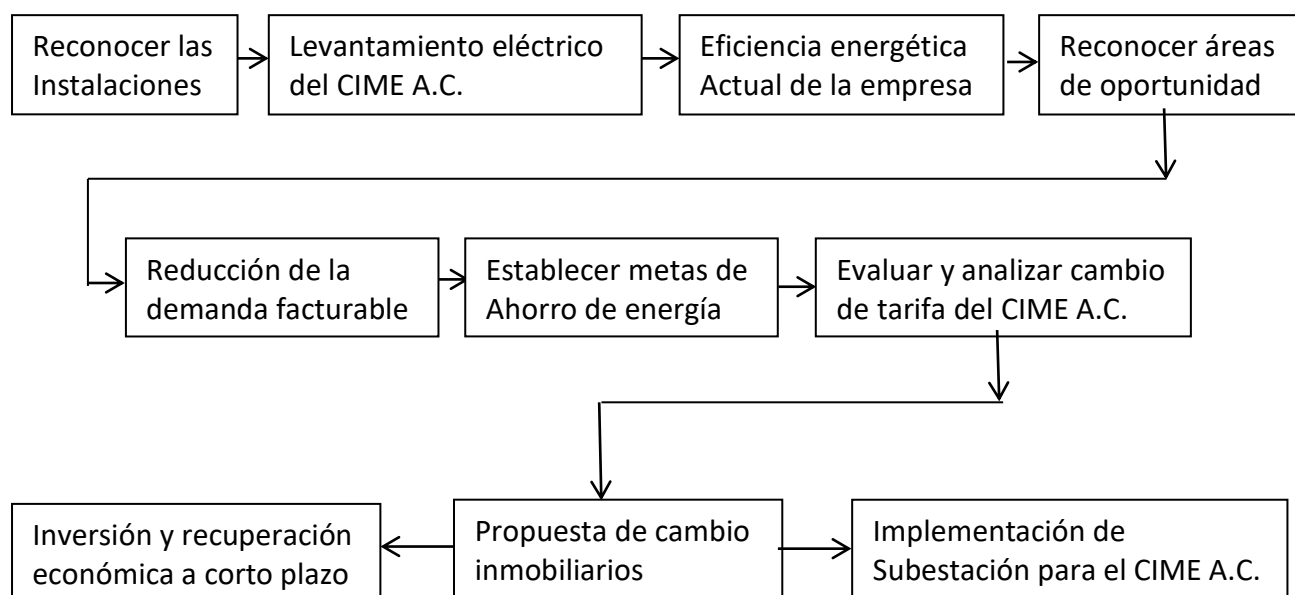 Reconocer las
Instalaciones
Levantamiento eléctrico
del CIME A.C.
Eficiencia energética
Actual de la empresa
Reconocer áreas
de oportunidad
Reducción de la
demanda facturable
Establecer metas de
Ahorro de energía
Evaluar y analizar cambio
de tarifa del CIME A.C.
Inversión y recuperación
económica a corto plazo
Propuesta de cambio
inmobiliarios
Implementación de
Subestación para el CIME A.C.